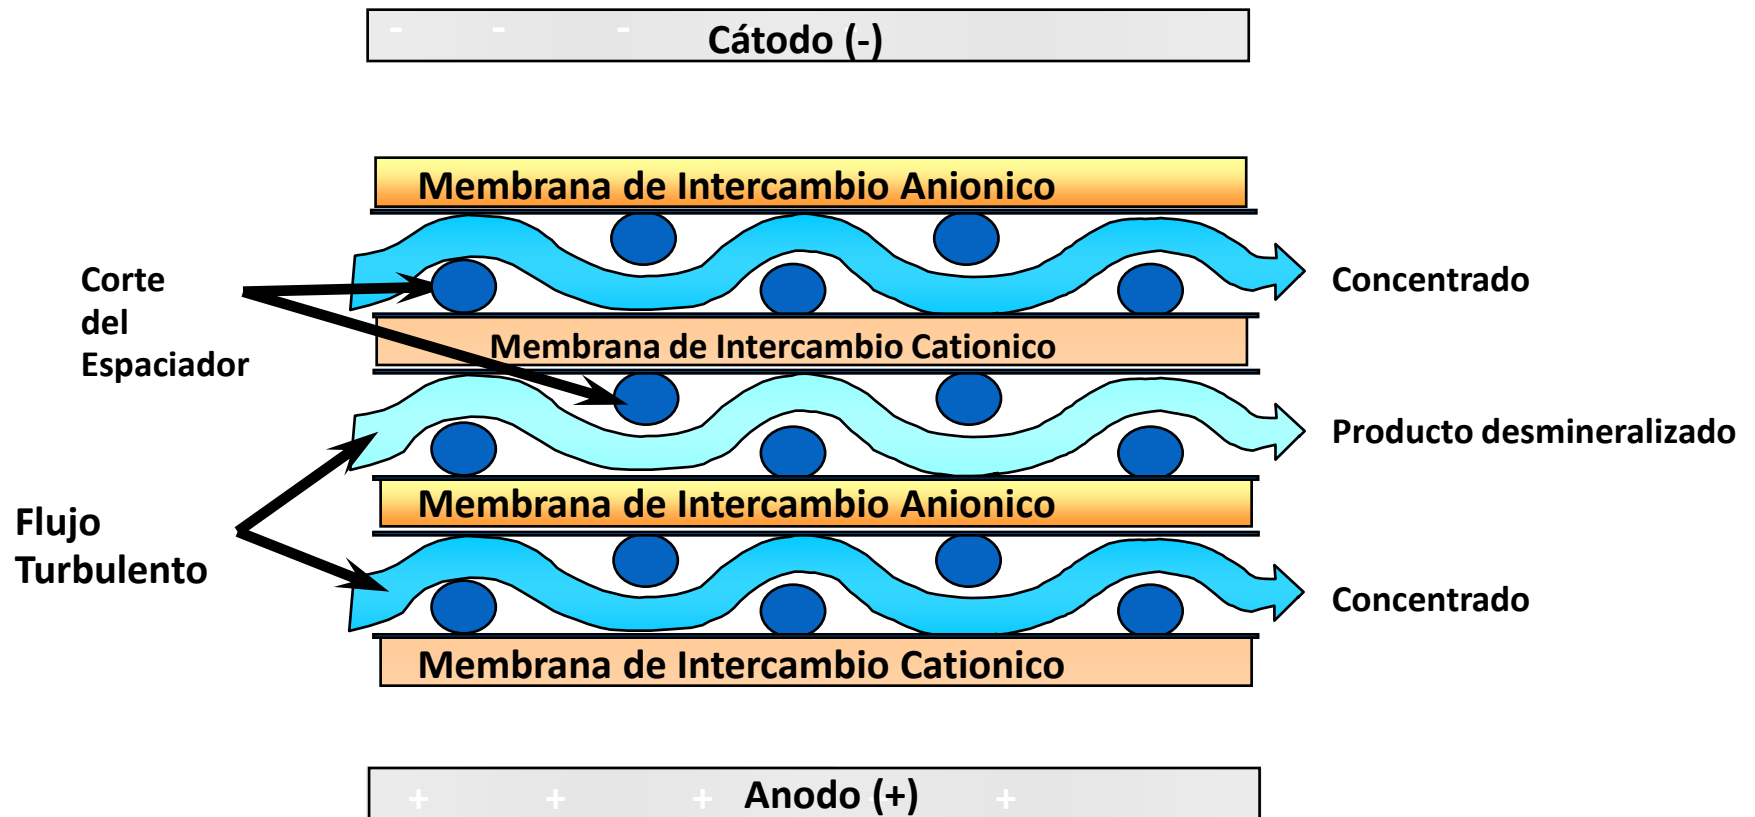 - - -
Cátodo (-)
Membrana de Intercambio Anionico
Corte
del
Espaciador
Concentrado
Membrana de Intercambio Cationico
Producto desmineralizado
Membrana de Intercambio Anionico
Flujo
Turbulento
Concentrado
Membrana de Intercambio Cationico
+ + + Anodo (+) +